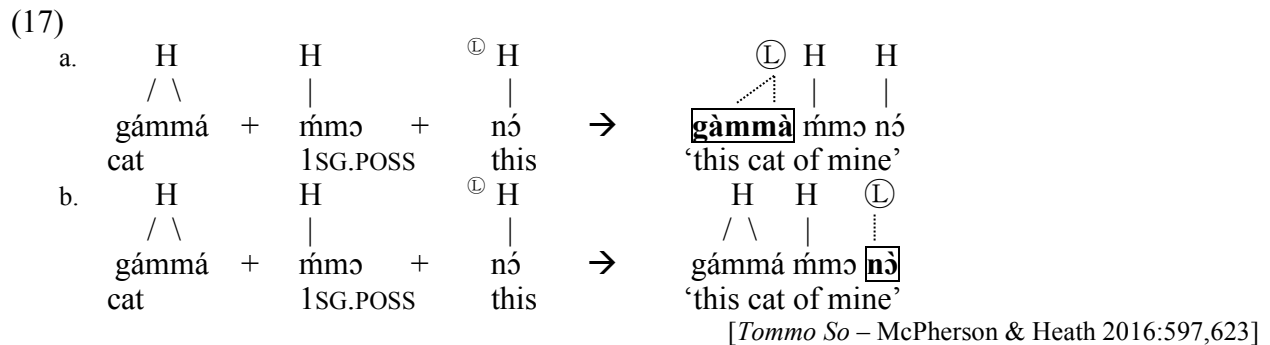 (17)
a. H H Ⓛ H Ⓛ H H
gámmá + ḿmɔ + nɔ́ → gàmmà ḿmɔ nɔ́
cat 1SG.POSS this ‘this cat of mine’
b. H H Ⓛ H H H Ⓛ
gámmá + ḿmɔ + nɔ́ → gámmá ḿmɔ nɔ̀
cat 1SG.POSS this ‘this cat of mine’
[Tommo So – McPherson & Heath 2016:597,623]